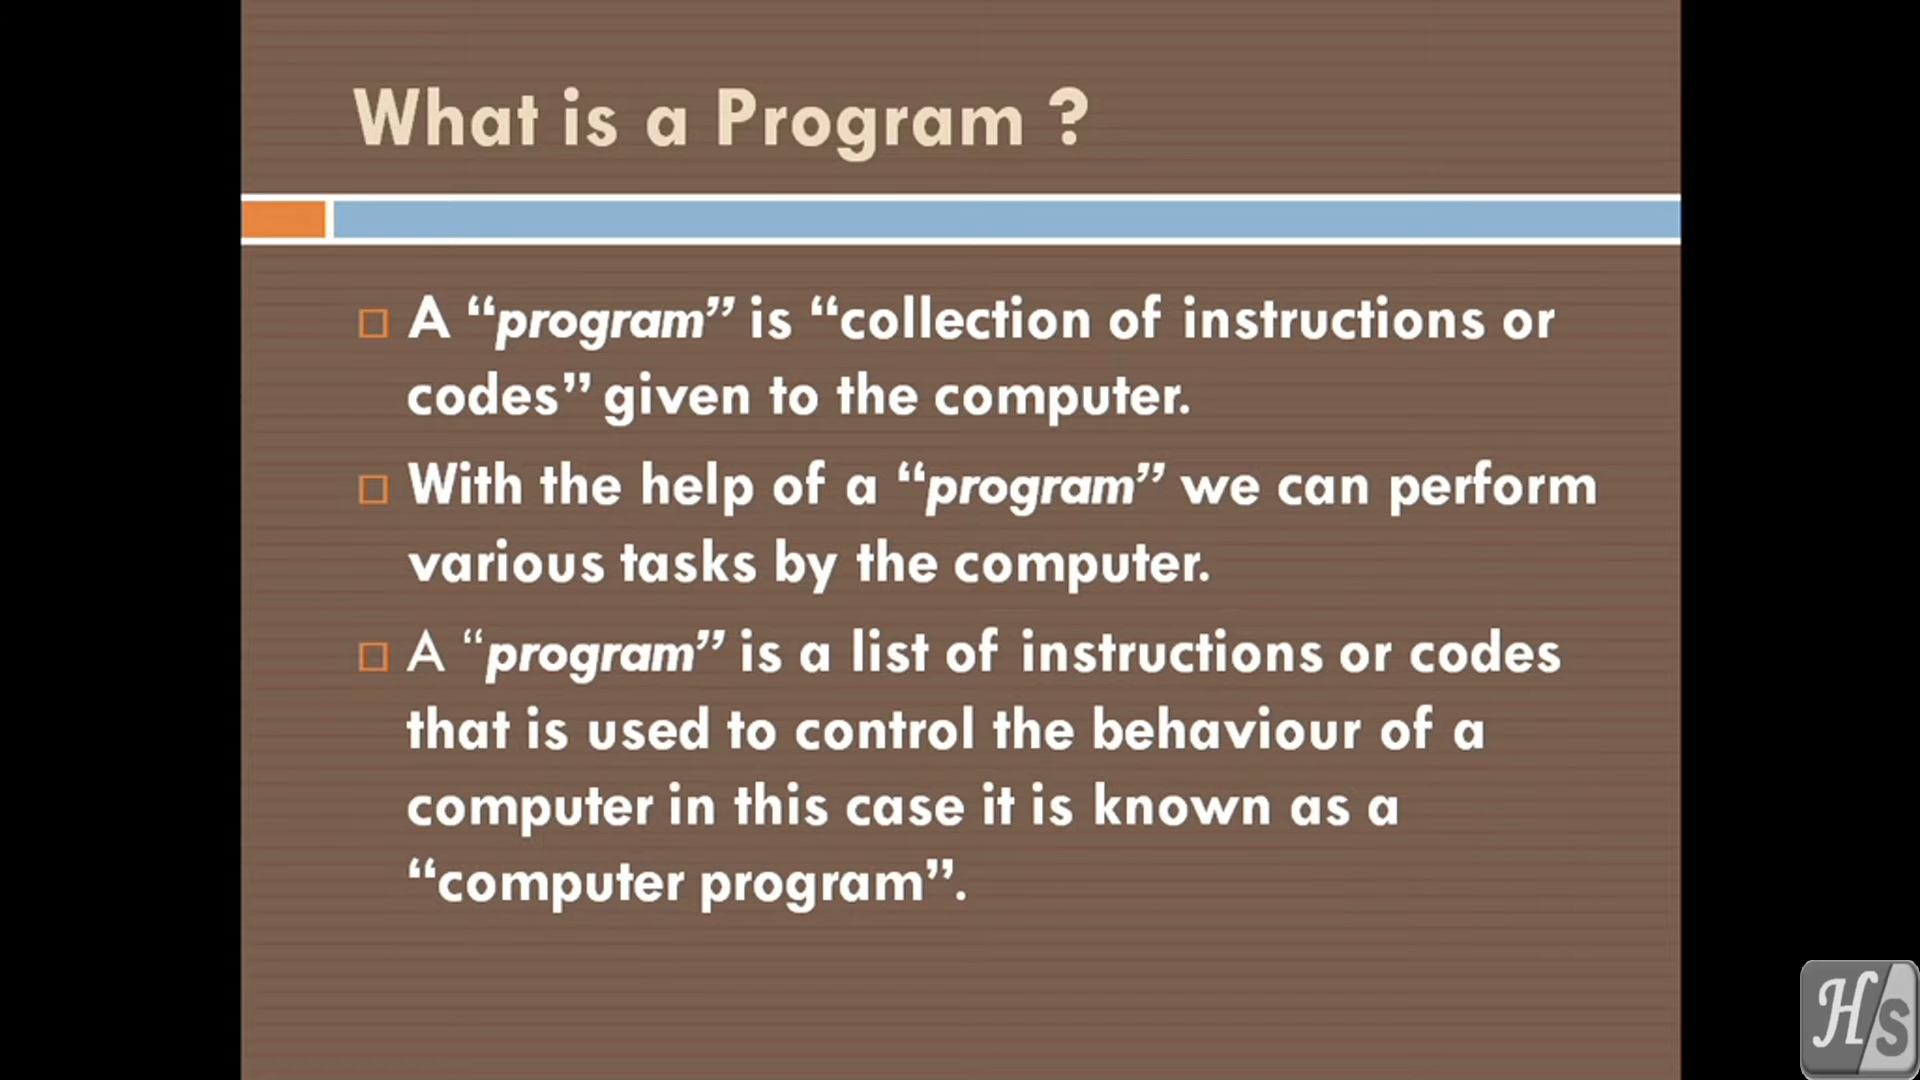 What is a Program ?
A “program” is “collection of instructions or
codes” given to the computer.
With the help of a “program” we can perform
various tasks by the computer.
A “program” is a list of instructions or codes
that is used to control the behaviour of a
computer in this case it is known as a
“computer program”.
Hs